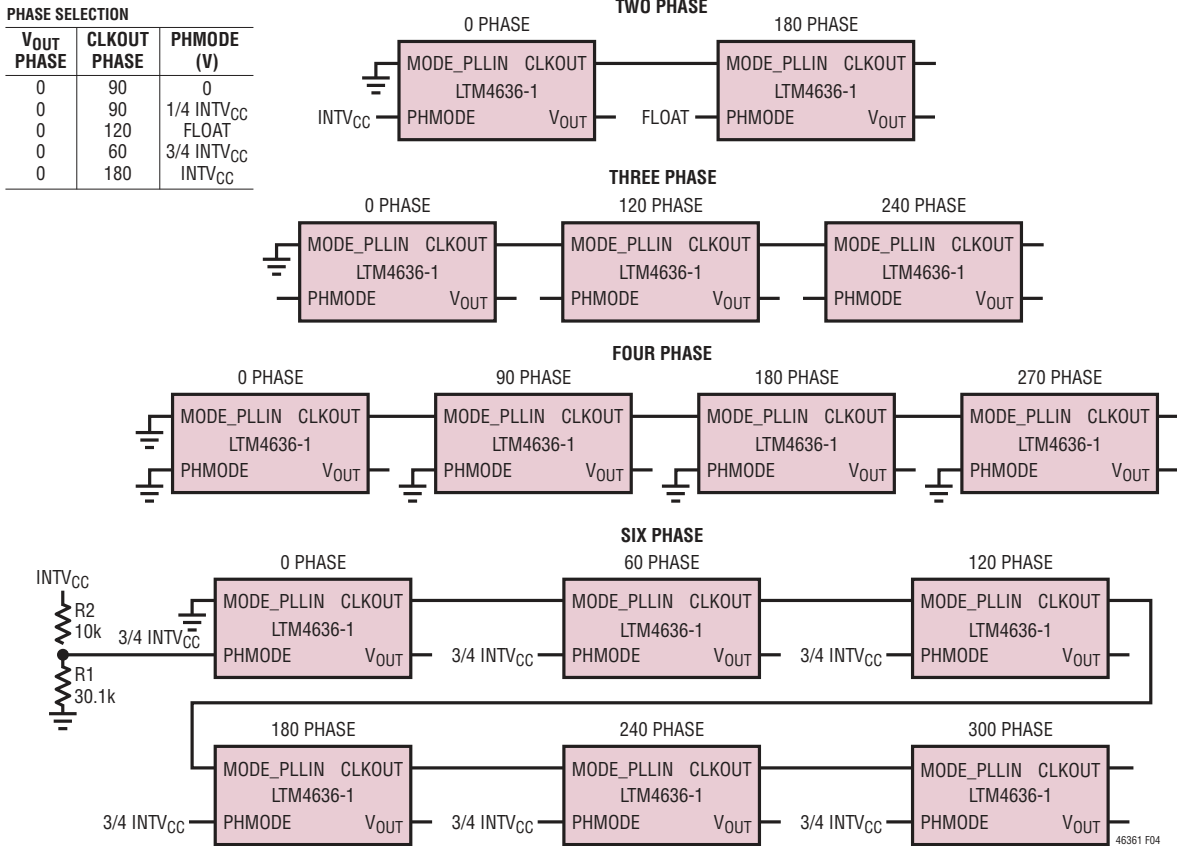 PHASE SELECTION
VOUT PHASE CLKOUT PHASE PHMODE (V)
0 90 0
0 90 1/4 INTVCC
0 120 FLOAT
0 60 3/4 INTVCC
0 180 INTVCC
TWO PHASE
0 PHASE 180 PHASE
MODE_PLLIN CLKOUT MODE_PLLIN CLKOUT
LTM4636-1 LTM4636-1
INTVCC PHMODE VOUT FLOAT PHMODE VOUT
THREE PHASE
0 PHASE 120 PHASE 240 PHASE
MODE_PLLIN CLKOUT MODE_PLLIN CLKOUT MODE_PLLIN CLKOUT
LTM4636-1 LTM4636-1 LTM4636-1
PHMODE VOUT PHMODE VOUT PHMODE VOUT
FOUR PHASE
0 PHASE 90 PHASE 180 PHASE 270 PHASE
MODE_PLLIN CLKOUT MODE_PLLIN CLKOUT MODE_PLLIN CLKOUT MODE_PLLIN CLKOUT
LTM4636-1 LTM4636-1 LTM4636-1 LTM4636-1
PHMODE VOUT PHMODE VOUT PHMODE VOUT PHMODE VOUT
SIX PHASE
0 PHASE 60 PHASE 120 PHASE
INTVCC
R2
10k
R1
30.1k
MODE_PLLIN CLKOUT MODE_PLLIN CLKOUT MODE_PLLIN CLKOUT
LTM4636-1 LTM4636-1 LTM4636-1
3/4 INTVCC PHMODE VOUT 3/4 INTVCC PHMODE VOUT 3/4 INTVCC PHMODE VOUT
180 PHASE 240 PHASE 300 PHASE
MODE_PLLIN CLKOUT MODE_PLLIN CLKOUT MODE_PLLIN CLKOUT
LTM4636-1 LTM4636-1 LTM4636-1
3/4 INTVCC PHMODE VOUT 3/4 INTVCC PHMODE VOUT 3/4 INTVCC PHMODE VOUT
46361 F04